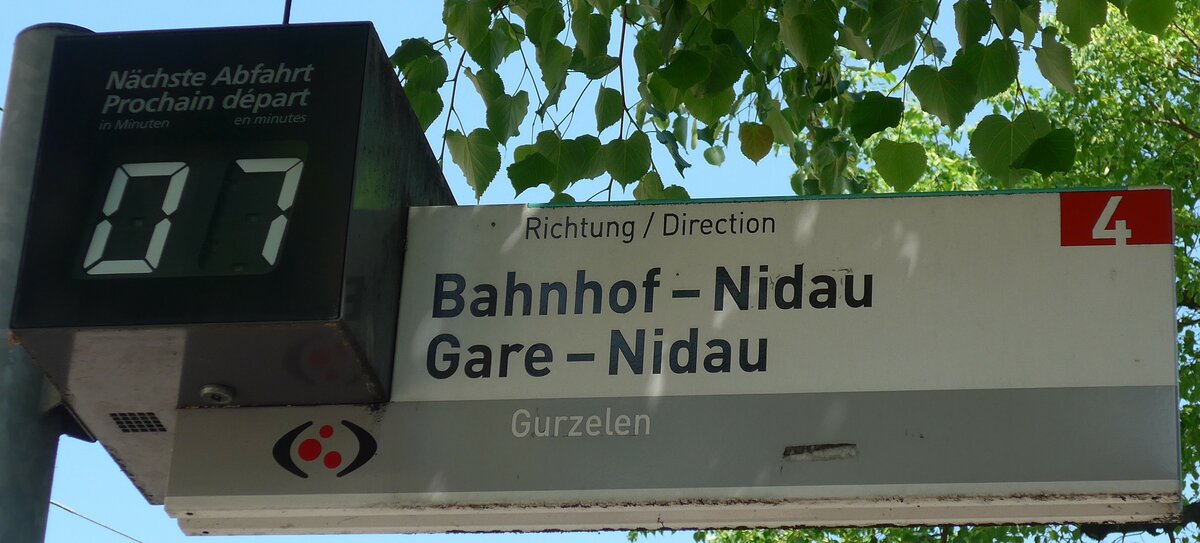 Nächste Abfahrt
Prochain départ
in Minuten en minutes
07
Richtung / Direction
4
Bahnhof – Nidau
Gare – Nidau
Gurzelen